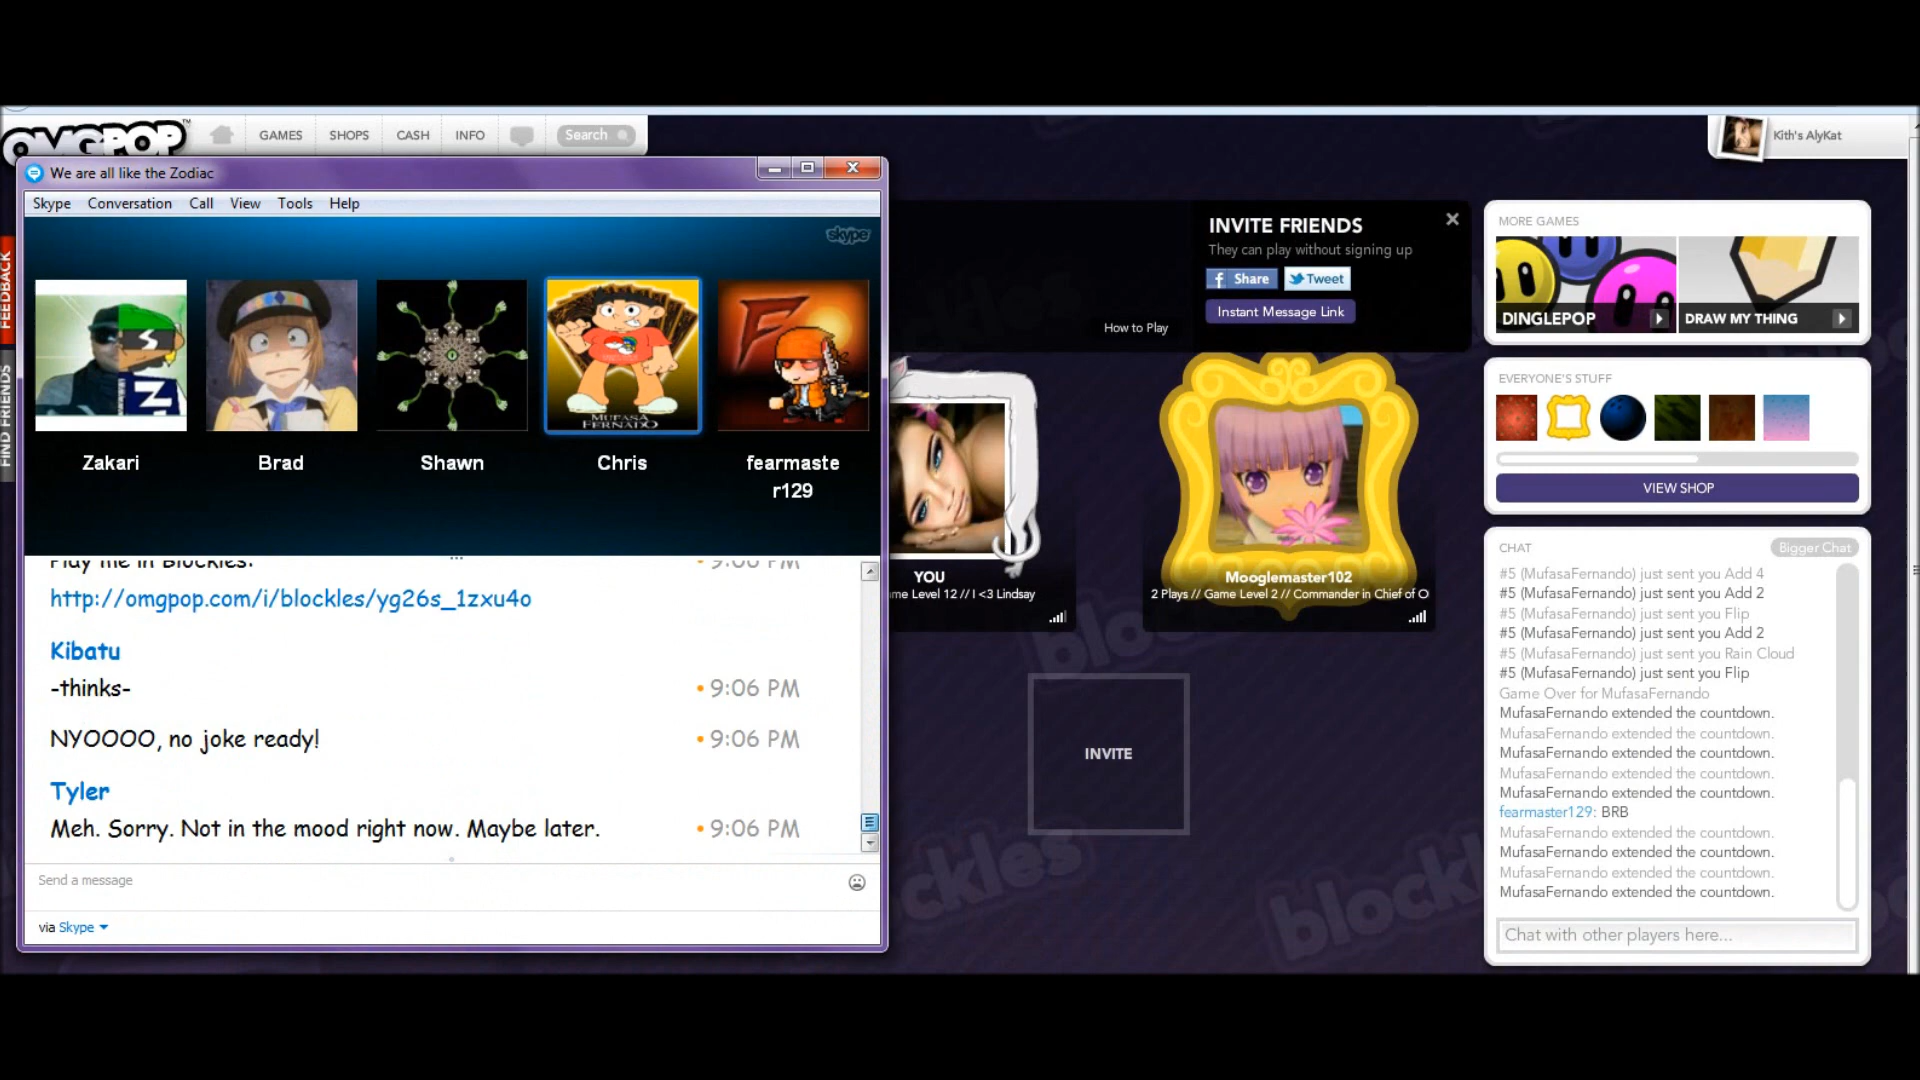 OMGPOP™
GAMES
SHOPS
CASH
INFO
Search
Kith's AlyKat
We are all like the Zodiac
Skype Conversation Call View Tools Help
skype
FEEDBACK
FIND FRIENDS
MUFASA
FERNADO
Zakari
Brad
Shawn
Chris
fearmaste
r129
Play me in Blockles:
http://omgpop.com/i/blockles/yg26s_1zxu4o
Kibatu
-thinks- 9:06 PM
NYOOOO, no joke ready! 9:06 PM
Tyler
Meh. Sorry. Not in the mood right now. Maybe later. 9:06 PM
Send a message
via Skype
How to Play
INVITE FRIENDS
They can play without signing up
Share
Tweet
Instant Message Link
YOU
me Level 12 // I <3 Lindsay
Mooglemaster102
2 Plays // Game Level 2 // Commander in Chief of O
INVITE
blockles
MORE GAMES
DINGLEPOP
DRAW MY THING
EVERYONE'S STUFF
VIEW SHOP
CHAT
Bigger Chat
#5 (MufasaFernando) just sent you Add 4
#5 (MufasaFernando) just sent you Add 2
#5 (MufasaFernando) just sent you Flip
#5 (MufasaFernando) just sent you Add 2
#5 (MufasaFernando) just sent you Rain Cloud
#5 (MufasaFernando) just sent you Flip
Game Over for MufasaFernando
MufasaFernando extended the countdown.
MufasaFernando extended the countdown.
MufasaFernando extended the countdown.
MufasaFernando extended the countdown.
MufasaFernando extended the countdown.
fearmaster129: BRB
MufasaFernando extended the countdown.
MufasaFernando extended the countdown.
MufasaFernando extended the countdown.
MufasaFernando extended the countdown.
Chat with other players here...